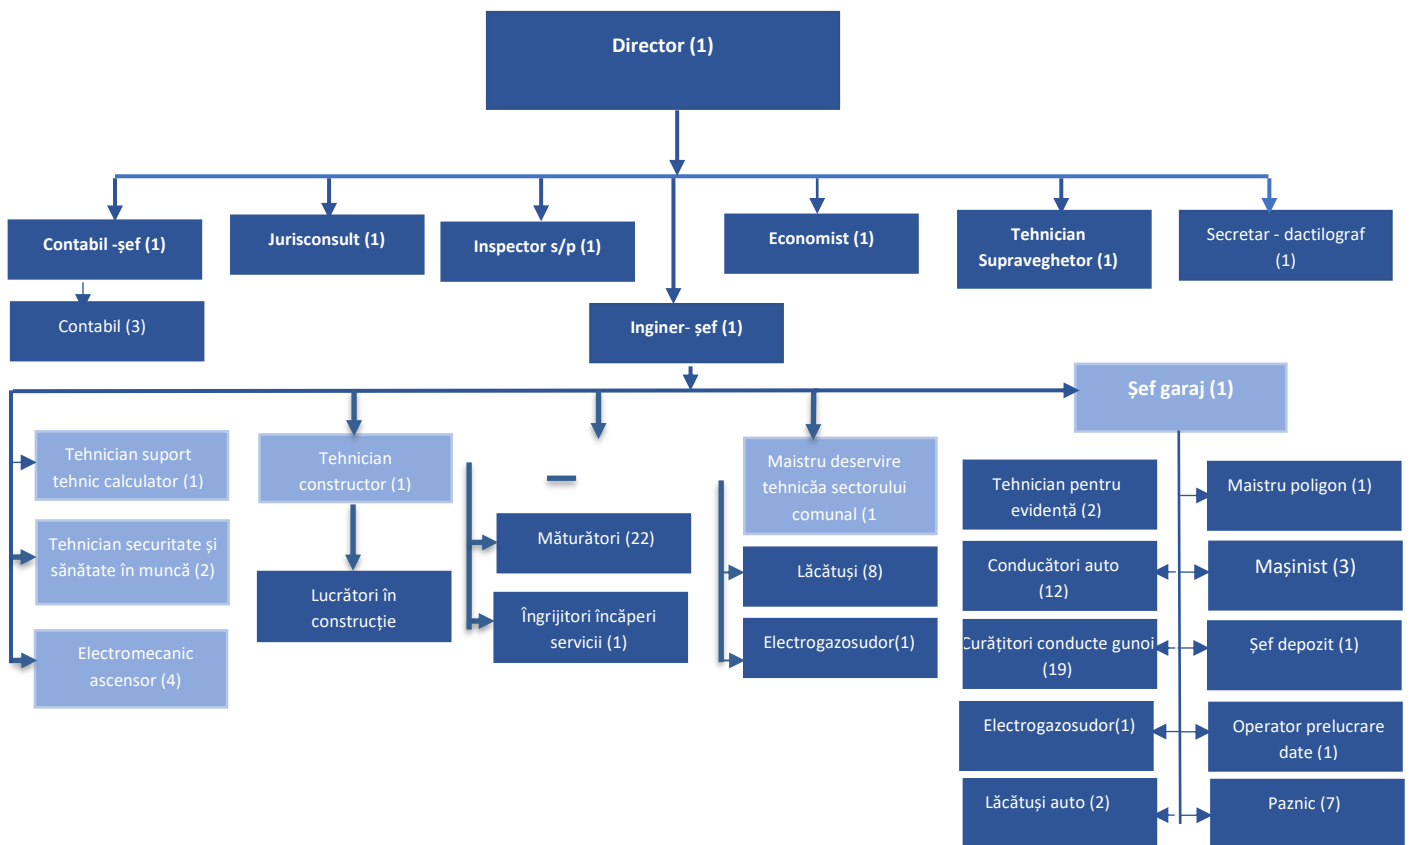 Director (1)
Contabil -șef (1)
Jurisconsult (1)
Inspector s/p (1)
Economist (1)
Tehnician
Supraveghetor (1)
Secretar - dactilograf
(1)
Contabil (3)
Inginer- șef (1)
Șef garaj (1)
Tehnician suport
tehnic calculator (1)
Tehnician securitate și
sănătate în muncă (2)
Electromecanic
ascensor (4)
Tehnician
constructor (1)
Lucrători în
construcție
Măturători (22)
Îngrijitori încăperi
servicii (1)
Maistru deservire
tehnicăa sectorului
comunal (1
Lăcătuși (8)
Electrogazosudor(1)
Tehnician pentru
evidență (2)
Conducători auto
(12)
Curățitori conducte gunoi
(19)
Electrogazosudor(1)
Lăcătuși auto (2)
Maistru poligon (1)
Mașinist (3)
Șef depozit (1)
Operator prelucrare
date (1)
Paznic (7)